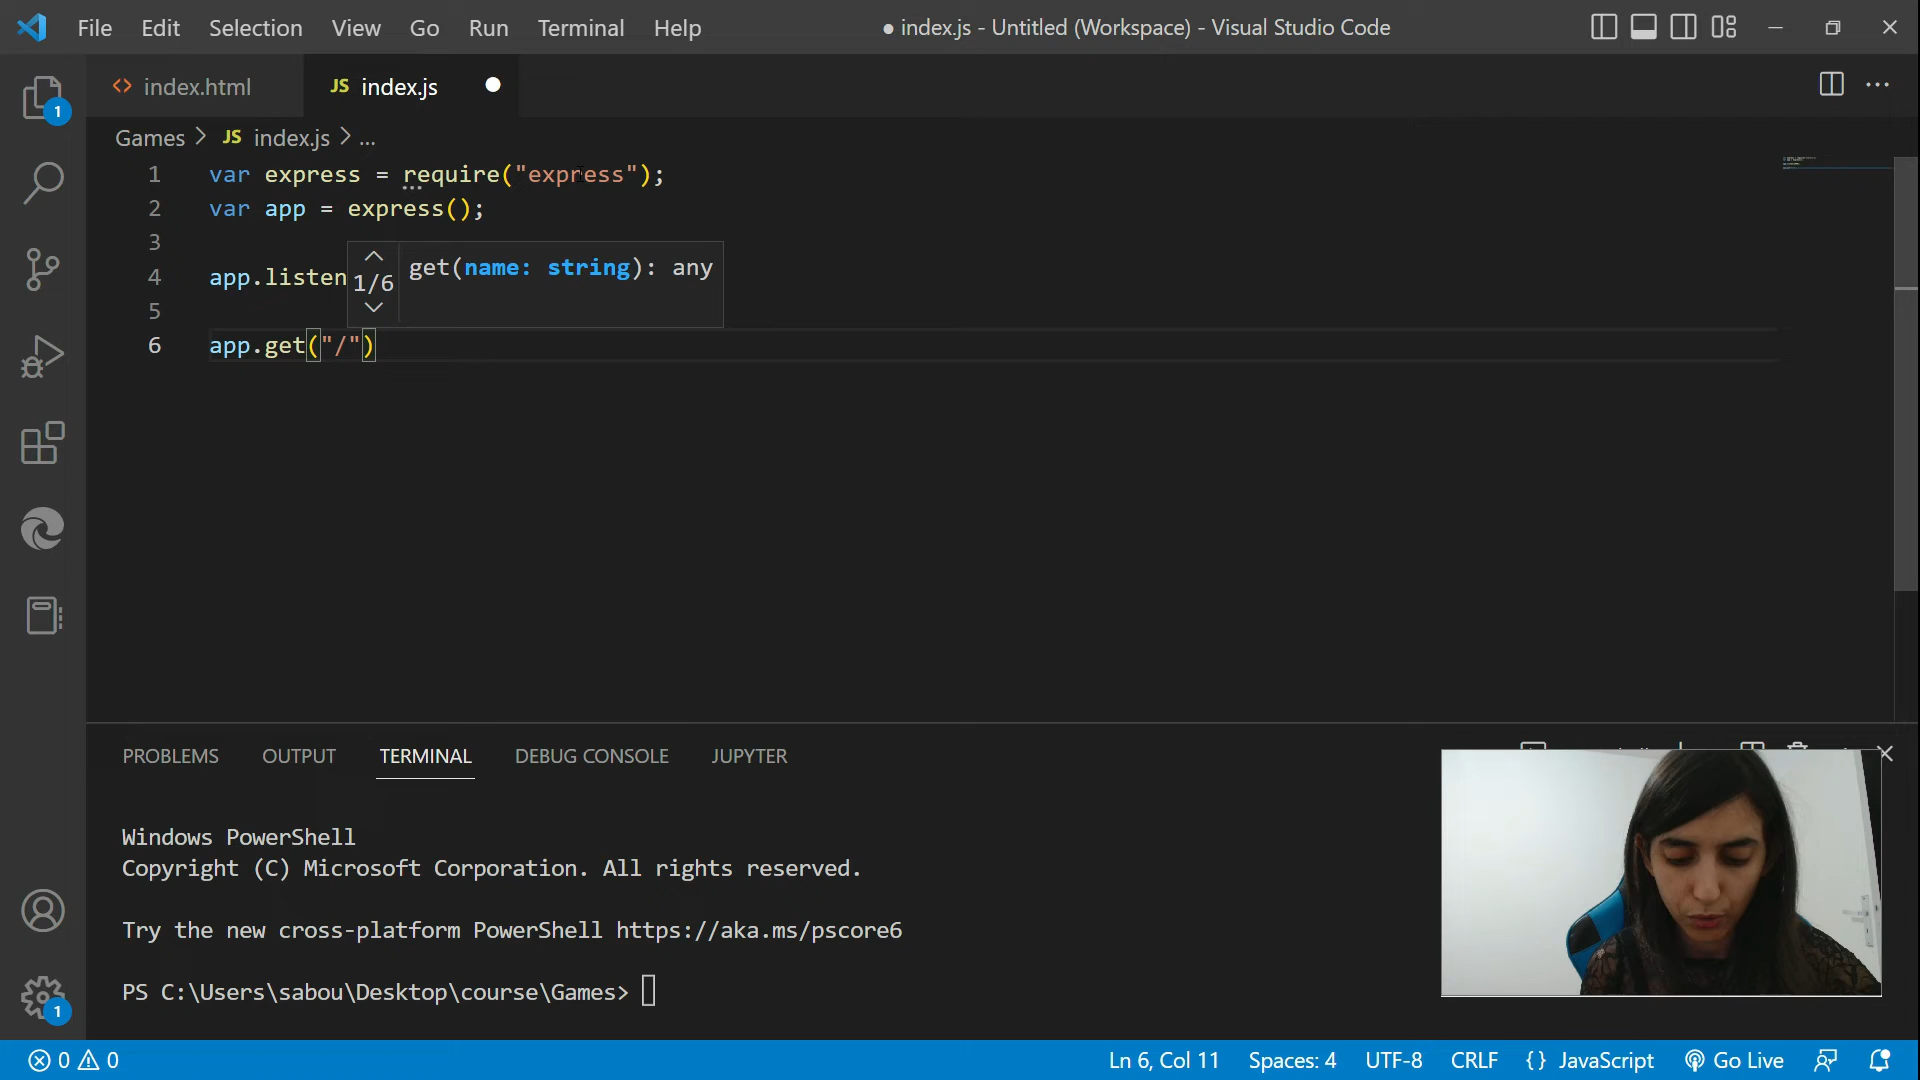 File Edit Selection View Go Run Terminal Help ● index.js - Untitled (Workspace) - Visual Studio Code
<> index.html JS index.js
1
Games > JS index.js > ...
1 var express = require("express");
2 var app = express();
3
get(name: string): any
4 app.listen 1/6
5
6 app.get("/")
PROBLEMS OUTPUT TERMINAL DEBUG CONSOLE JUPYTER
Windows PowerShell
Copyright (C) Microsoft Corporation. All rights reserved.
Try the new cross-platform PowerShell https://aka.ms/pscore6
PS C:\Users\sabou\Desktop\course\Games>
1
0 0 Ln 6, Col 11 Spaces: 4 UTF-8 CRLF {} JavaScript Go Live